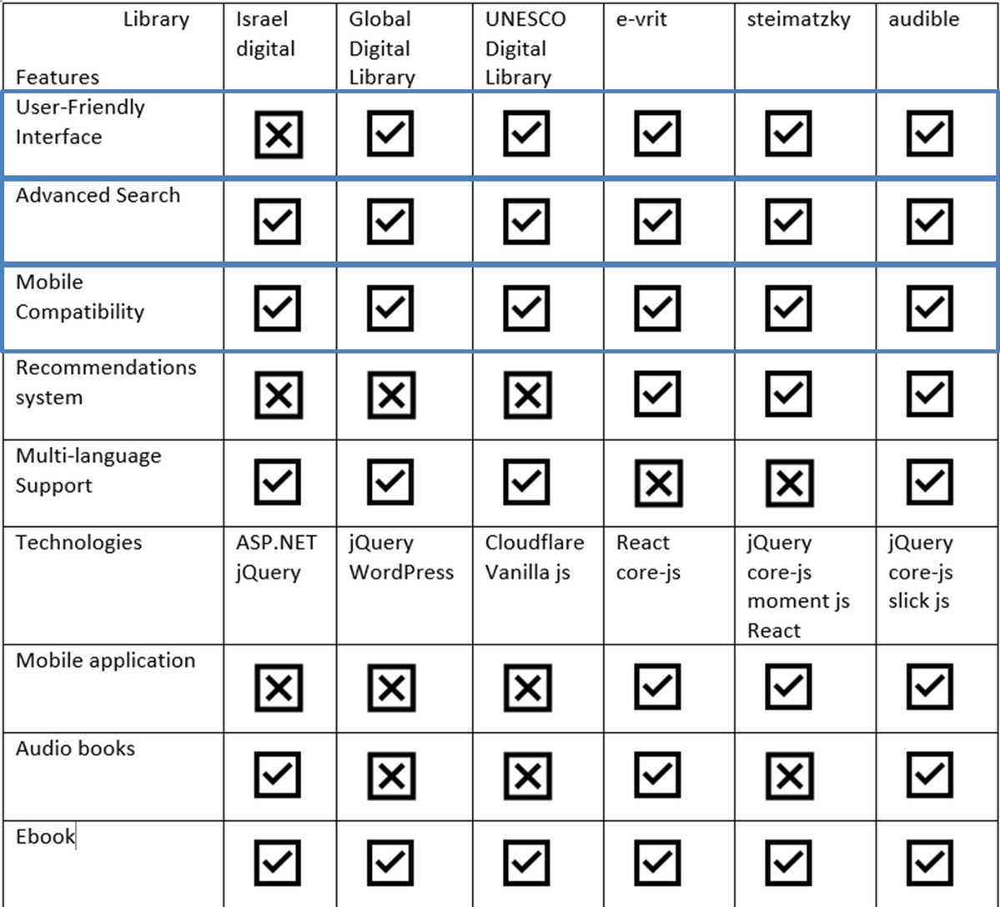 Library
Features
Israel
digital
Global
Digital
Library
UNESCO
Digital
Library
e-vrit
steimatzky
audible
User-Friendly
Interface
Advanced Search
Mobile
Compatibility
Recommendations
system
Multi-language
Support
Technologies
ASP.NET
jQuery
jQuery
WordPress
Cloudflare
Vanilla js
React
core-js
jQuery
core-js
moment js
React
jQuery
core-js
slick js
Mobile application
Audio books
Ebook